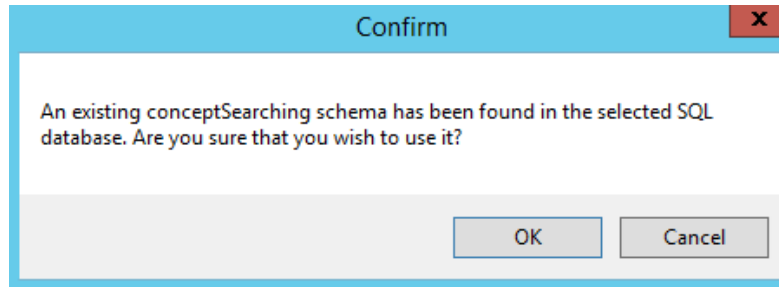 Confirm
x
An existing conceptSearching schema has been found in the selected SQL
database. Are you sure that you wish to use it?
OK
Cancel